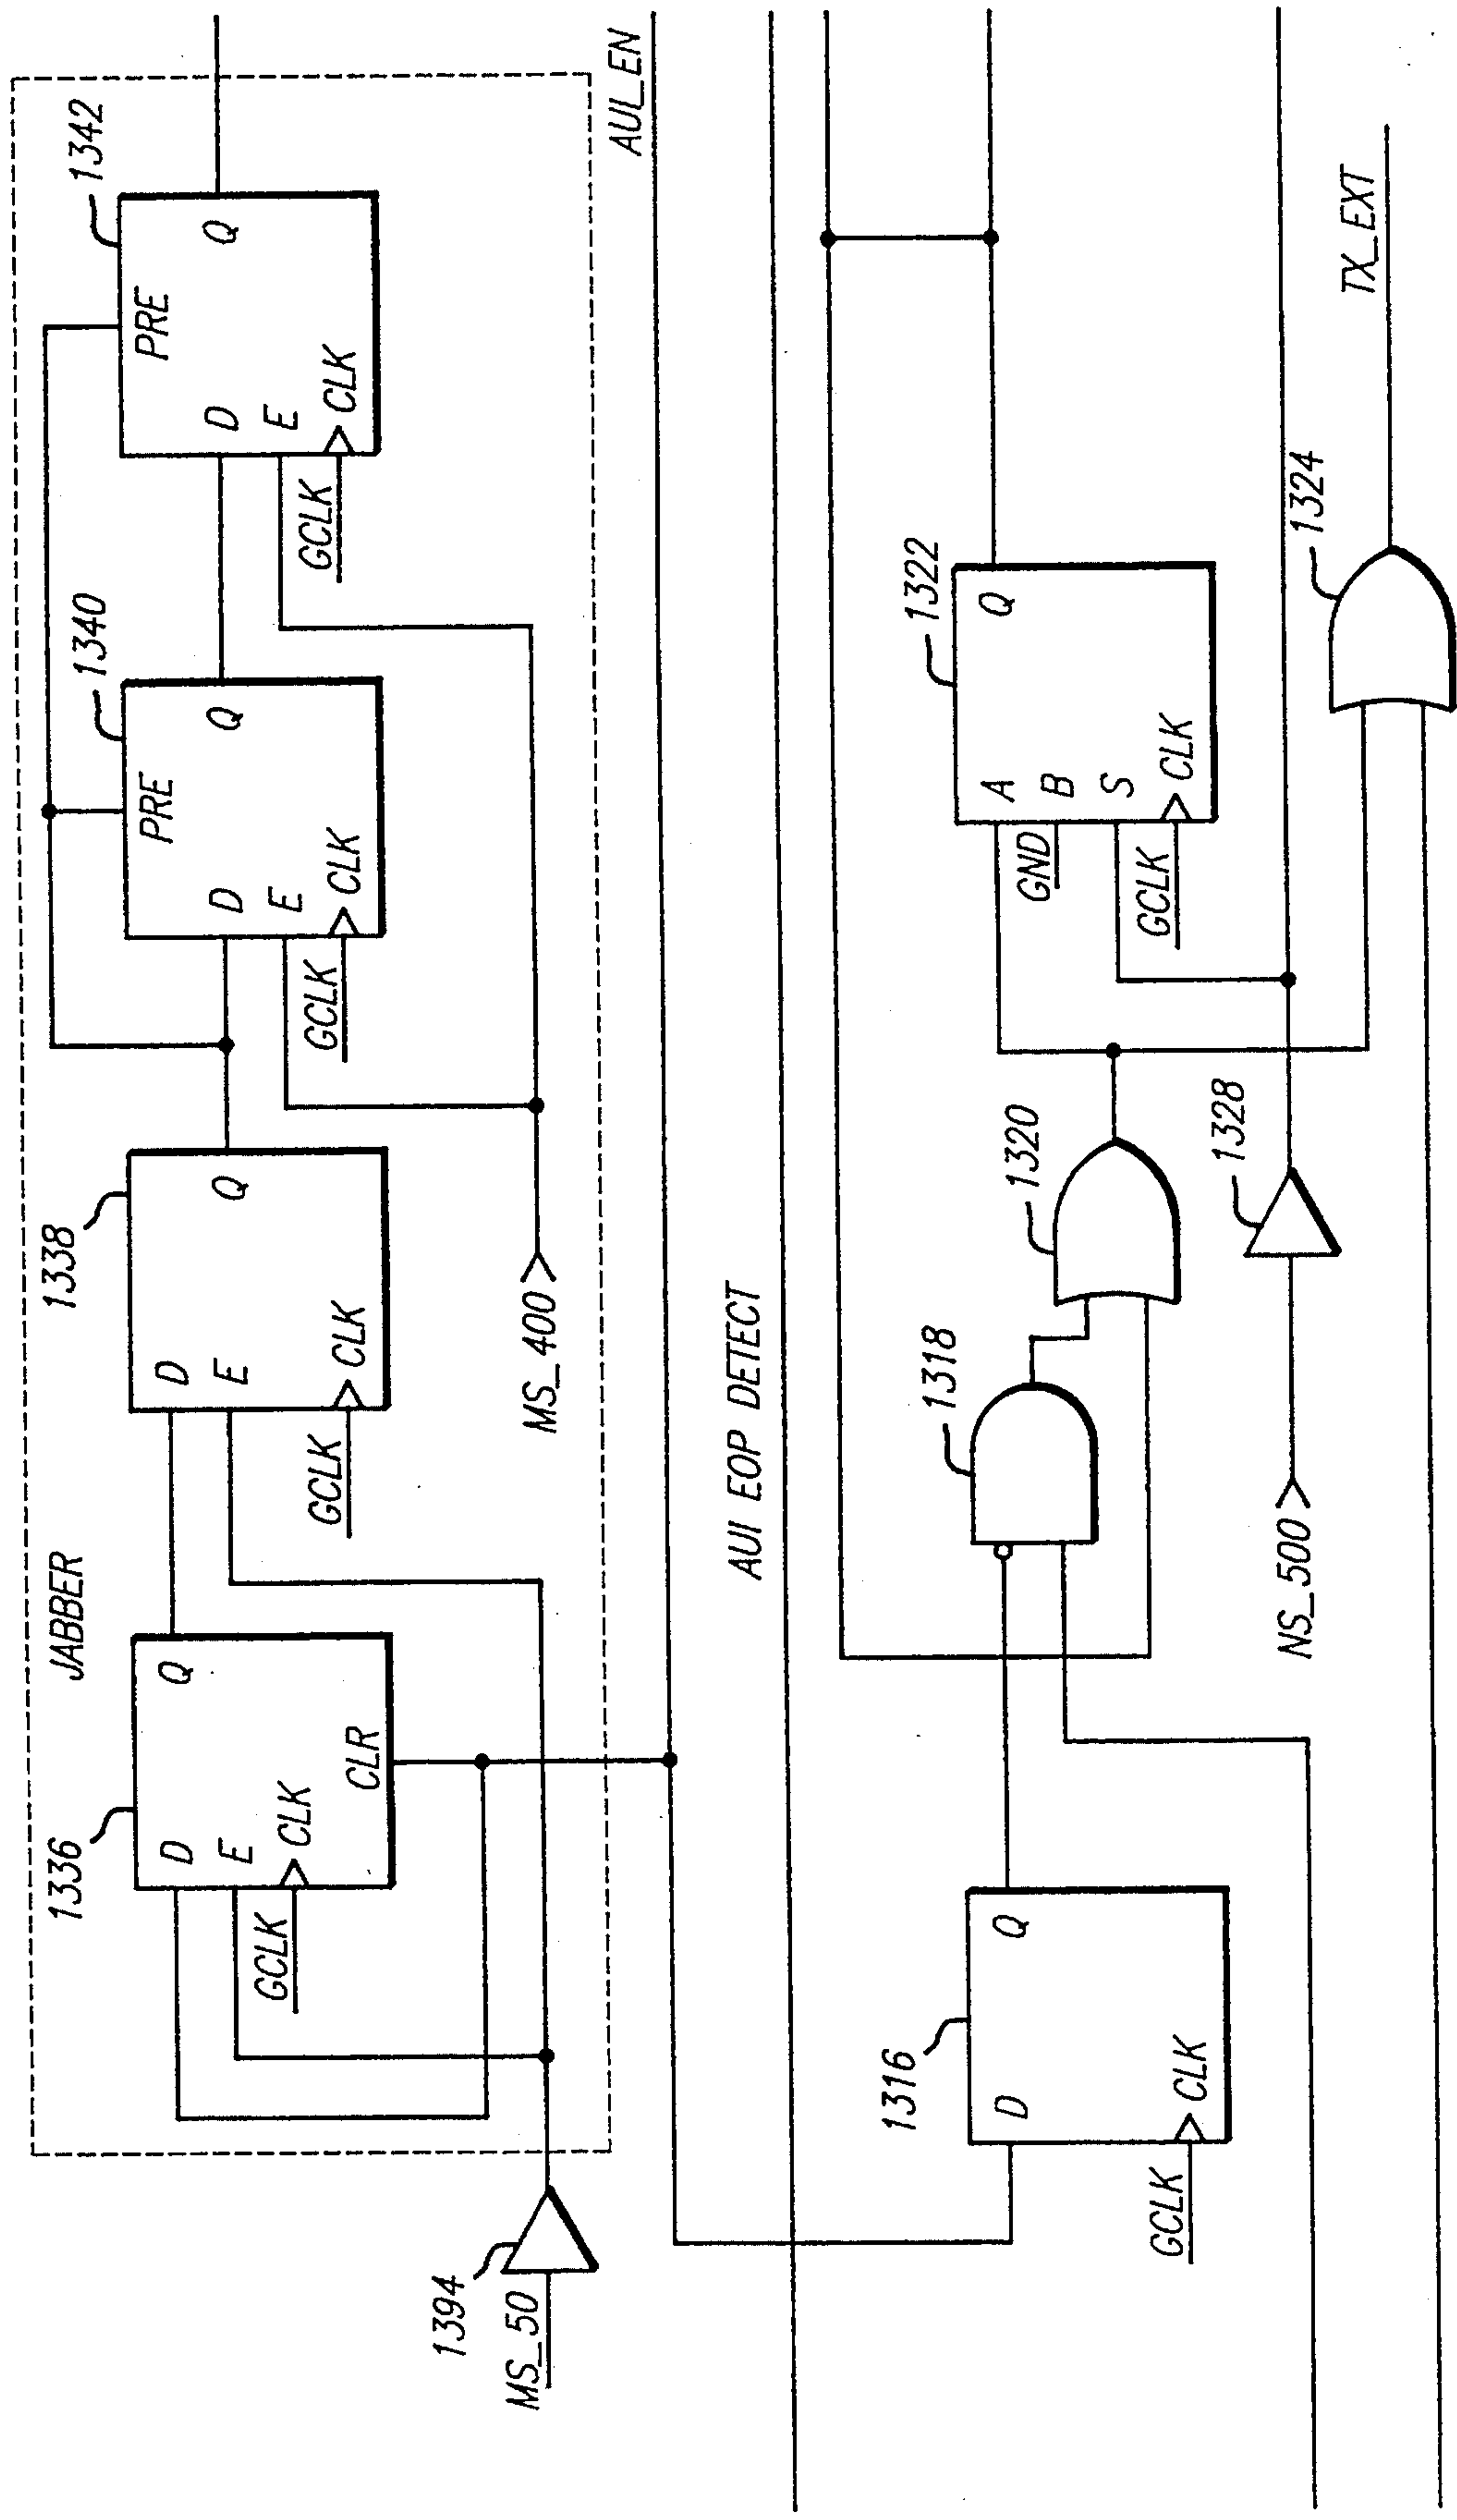 JABBER
1336
D
E
CLK
Q
CLR
GCLK
1338
D
E
CLK
Q
GCLK
1340
PRE
D
E
CLK
Q
GCLK
1342
PRE
D
E
CLK
Q
GCLK
1394
MS_50
MS_400
AUI_EN
AUI EOP DETECT
1316
D
Q
CLK
GCLK
1318
1320
1322
A
B
S
CLK
Q
GND
GCLK
NS_500
1328
1324
TX_EXT